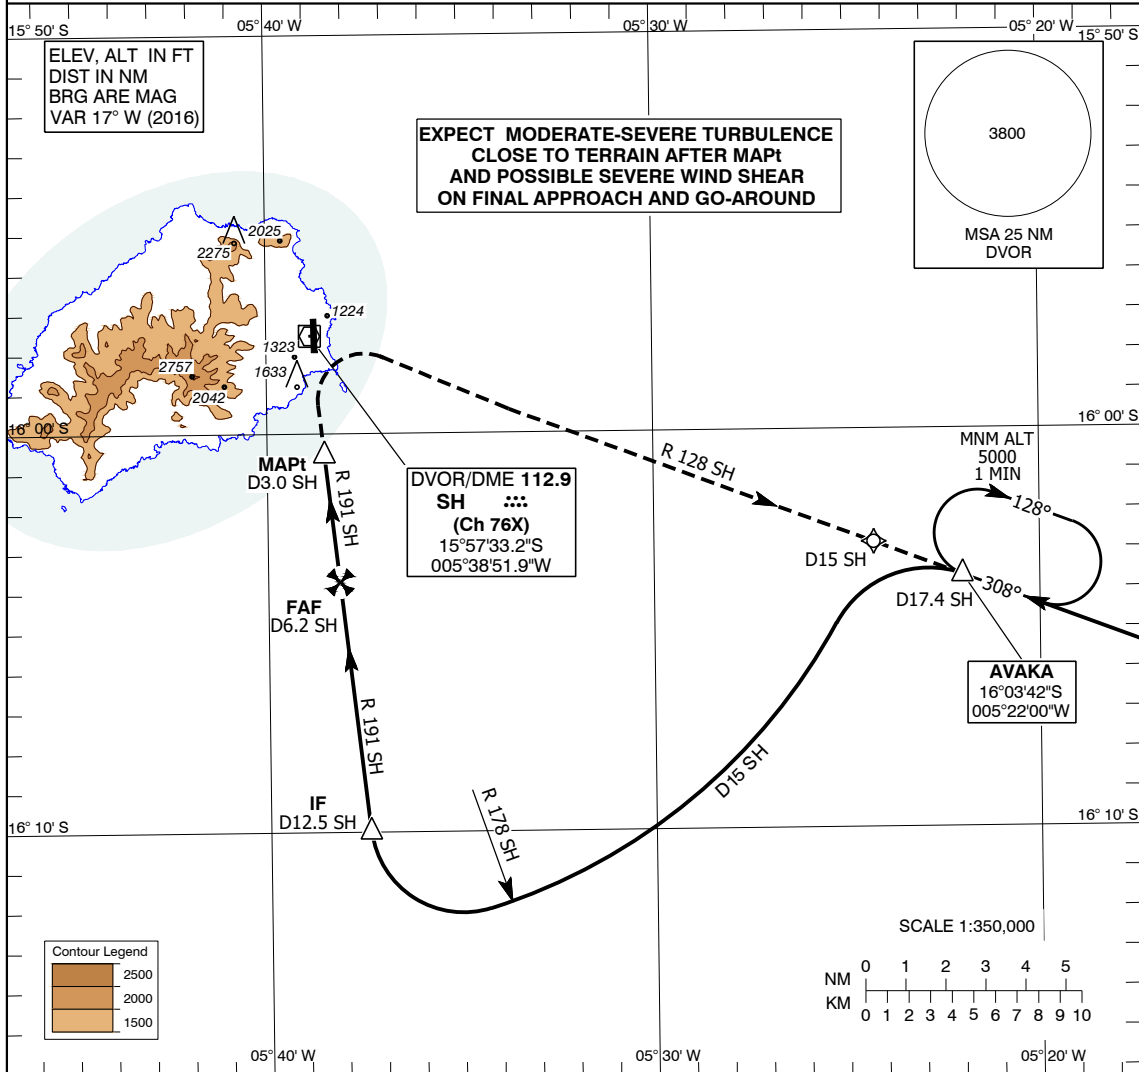 05° 40' W
05° 30' W
05° 20' W
15° 50' S
15° 50' S
ELEV, ALT IN FT
DIST IN NM
BRG ARE MAG
VAR 17° W (2016)
EXPECT MODERATE-SEVERE TURBULENCE
CLOSE TO TERRAIN AFTER MAPt
AND POSSIBLE SEVERE WIND SHEAR
ON FINAL APPROACH AND GO-AROUND
3800
MSA 25 NM
DVOR
2025
2275
1224
1323
1633
2757
2042
16° 00' S
16° 00' S
MAPt
D3.0 SH
R 191 SH
DVOR/DME 112.9
SH
(Ch 76X)
15°57'33.2"S
005°38'51.9"W
R 128 SH
MNM ALT
5000
1 MIN
128°
308°
D15 SH
D17.4 SH
FAF
D6.2 SH
AVAKA
16°03'42"S
005°22'00"W
R 191 SH
D15 SH
IF
D12.5 SH
R 178 SH
16° 10' S
16° 10' S
Contour Legend
2500
2000
1500
SCALE 1:350,000
NM
0 1 2 3 4 5
KM
0 1 2 3 4 5 6 7 8 9 10
05° 40' W
05° 30' W
05° 20' W